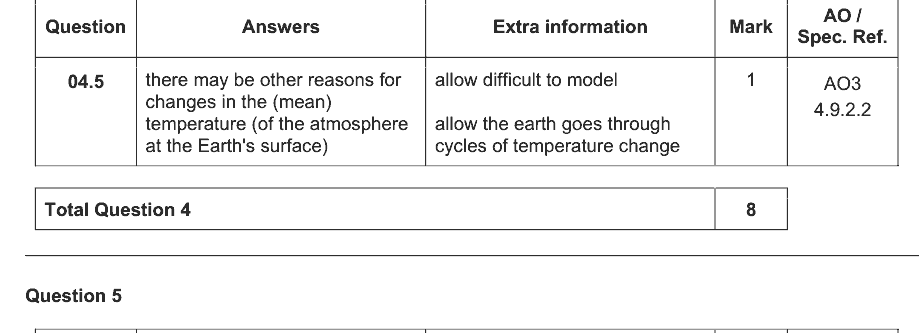 Question Answers Extra information Mark AO /
Spec. Ref.
04.5 there may be other reasons for allow difficult to model 1 AO3
changes in the (mean)
4.9.2.2
temperature (of the atmosphere allow the earth goes through
at the Earth's surface) cycles of temperature change
Total Question 4 8
Question 5